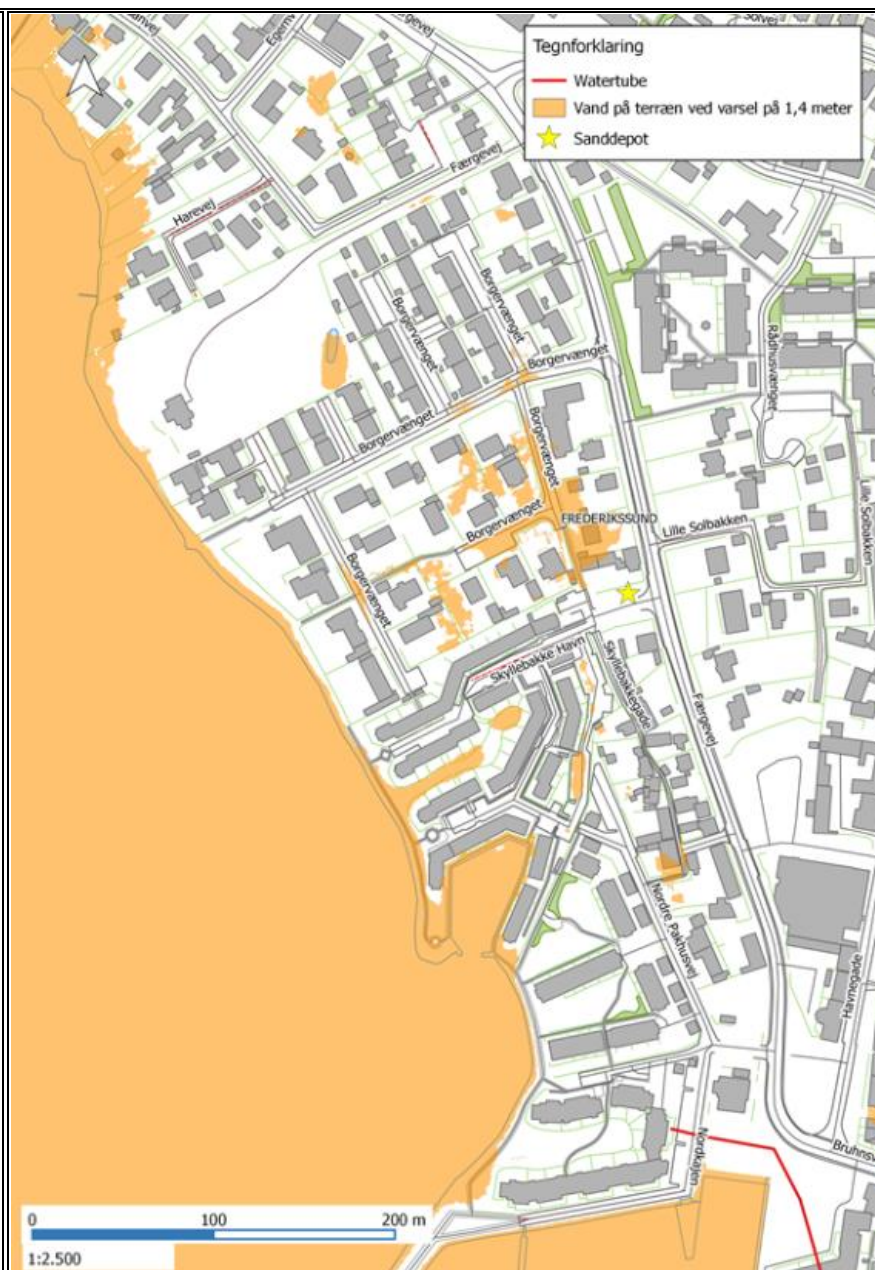 Tegnforklaring
Watertube
Vand på terræn ved varsel på 1,4 meter
Sanddepot
Færgevej
Harevej
Borgervænget
Borgervænget
Borgervænget
Borgervænget
Borgervænget
Rådhusvænget
Borgervænget
FREDERIKSSUND
Lille Solbakken
Lille Solbakken
Borgervænget
Skyllebakke Havn
Skyllebakkegade
Færgevej
Nordre Pakhusvej
Havnegade
Nordkajen
0 100 200 m
1:2.500